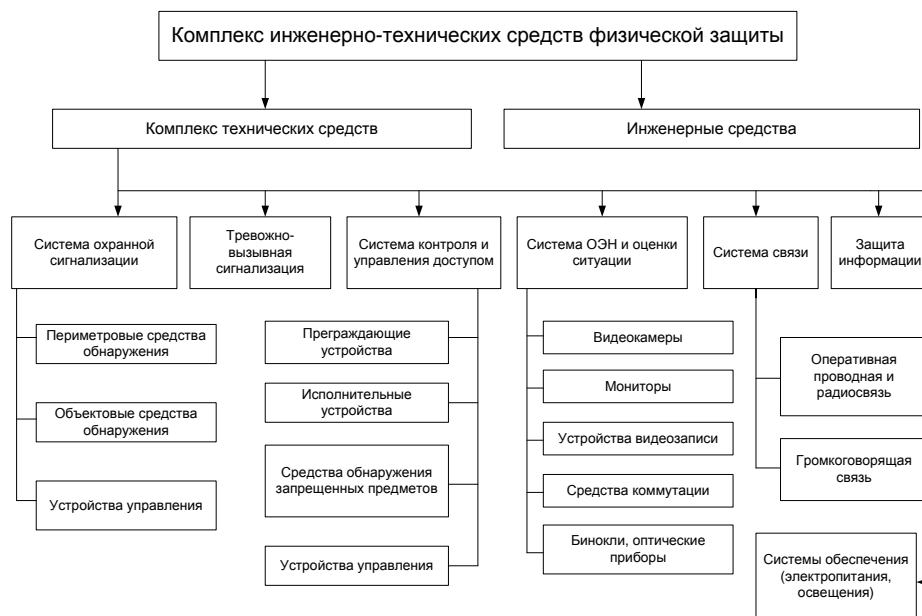 Комплекс инженерно-технических средств физической защиты
Комплекс технических средств
Инженерные средства
Система охранной
сигнализации
Тревожно-
вызывная
сигнализация
Система контроля и
управления доступом
Система ОЭН и оценки
ситуации
Система связи
Защита
информации
Периметровые средства
обнаружения
Объектовые средства
обнаружения
Устройства управления
Преграждающие
устройства
Исполнительные
устройства
Средства обнаружения
запрещенных предметов
Устройства управления
Видеокамеры
Мониторы
Устройства видеозаписи
Средства коммутации
Бинокли, оптические
приборы
Оперативная
проводная и
радиосвязь
Громкоговорящая
связь
Системы обеспечения
(электропитания,
освещения)